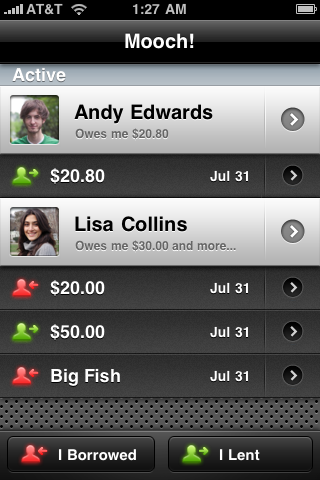 AT&T 1:27 AM
Mooch!
Active
Andy Edwards
Owes me $20.80
$20.80 Jul 31
Lisa Collins
Owes me $30.00 and more...
$20.00 Jul 31
$50.00 Jul 31
Big Fish Jul 31
I Borrowed I Lent